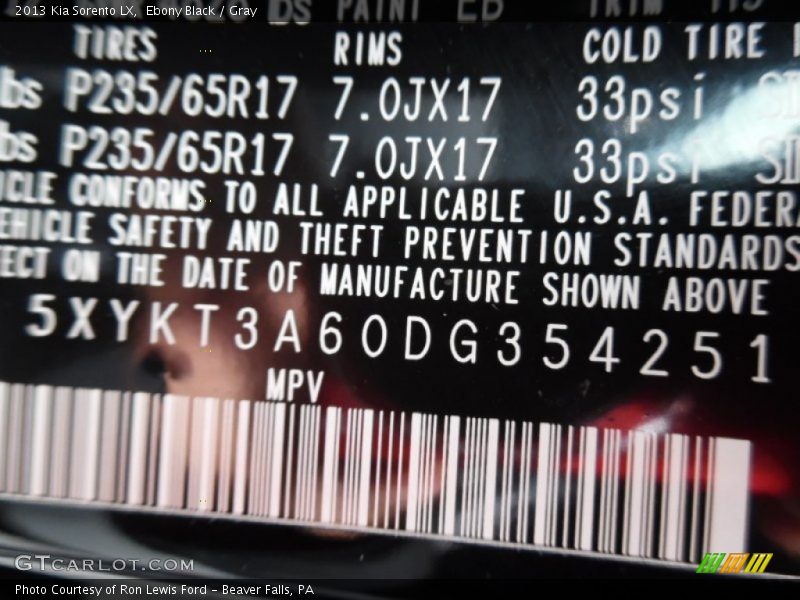 2013 Kia Sorento LX, Ebony Black / Gray
PAINT
TIRES RIMS COLD TIRE
bs P235/65R17 7.0JX17 33psi
bs P235/65R17 7.0JX17 33psi
ICLE CONFORMS TO ALL APPLICABLE U.S.A. FEDERA
EHICLE SAFETY AND THEFT PREVENTION STANDARDS
ECT ON THE DATE OF MANUFACTURE SHOWN ABOVE
5XYKT3A60DG354251
MPV
GTCARLOT.COM
Photo Courtesy of Ron Lewis Ford - Beaver Falls, PA